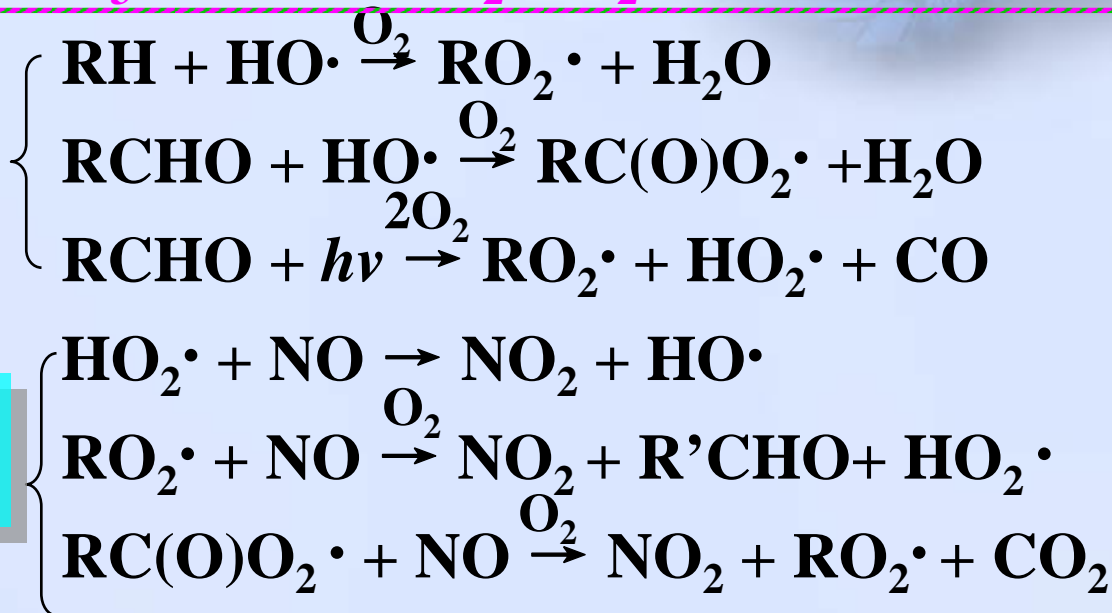 RH + HO• →(O₂) RO₂• + H₂O
RCHO + HO• →(O₂) RC(O)O₂• +H₂O
RCHO + hν →(2O₂) RO₂• + HO₂• + CO
HO₂• + NO → NO₂ + HO•
RO₂• + NO →(O₂) NO₂ + R’CHO+ HO₂•
RC(O)O₂• + NO →(O₂) NO₂ + RO₂• + CO₂